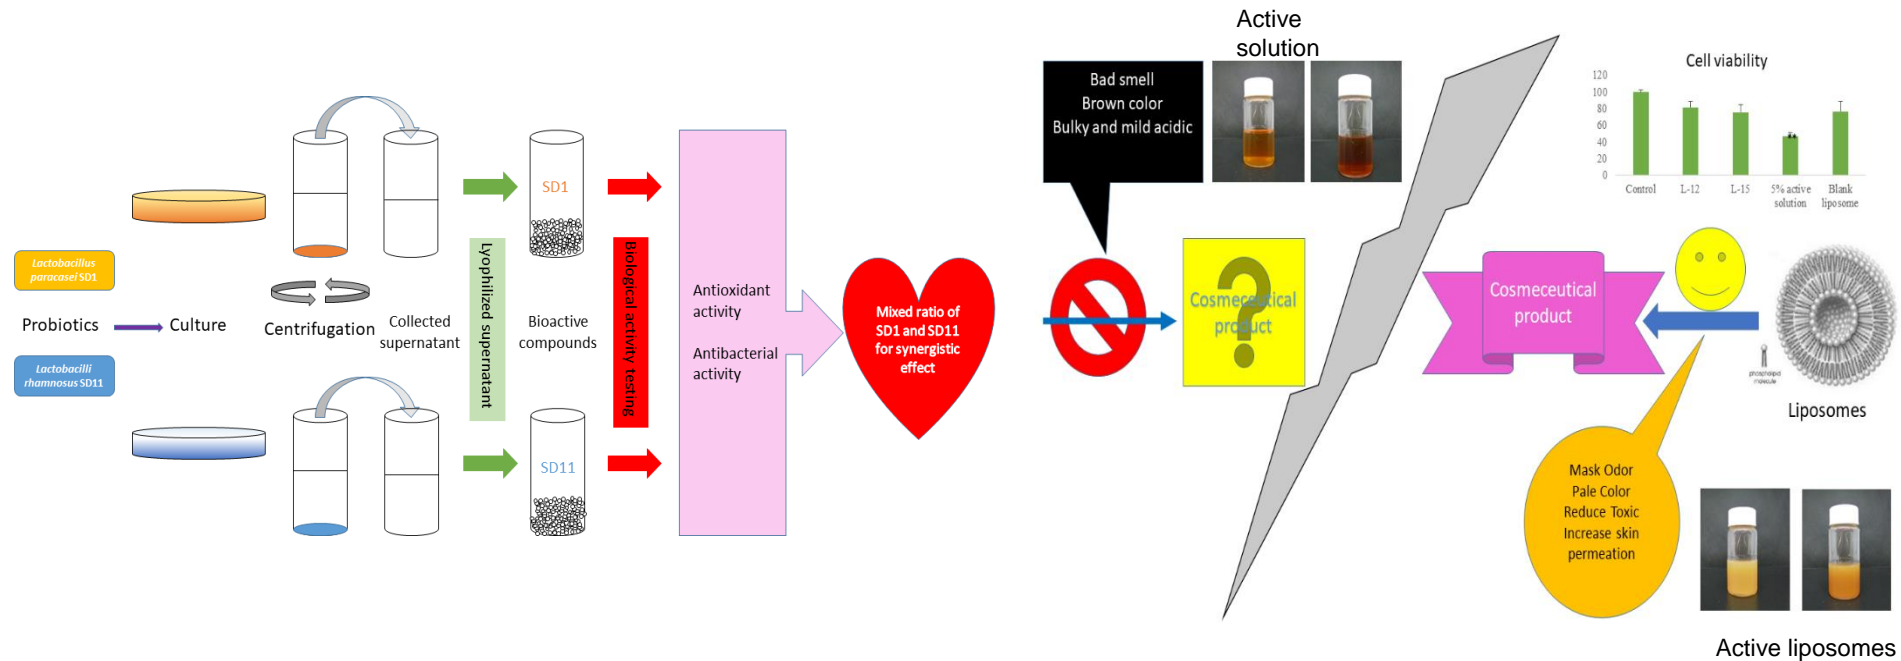 Lactobacillus
paracasei SD1
Probiotics
Culture
Lactobacilli
rhamnosus SD11
Centrifugation
Collected
supernatant
Lyophilized supernatant
SD1
Bioactive
compounds
SD11
Biological activity testing
Antioxidant
activity
Antibacterial
activity
Mixed ratio of
SD1 and SD11
for synergistic
effect
Active
solution
Bad smell
Brown color
Bulky and mild acidic
Cosmeceutical
product
?
Cell viability
120
100
80
60
40
20
0
Control
L-12
L-15
5% active
solution
Blank
liposome
**
Cosmeceutical
product
phospholipid
molecule
Liposomes
Mask Odor
Pale Color
Reduce Toxic
Increase skin
permeation
Active liposomes